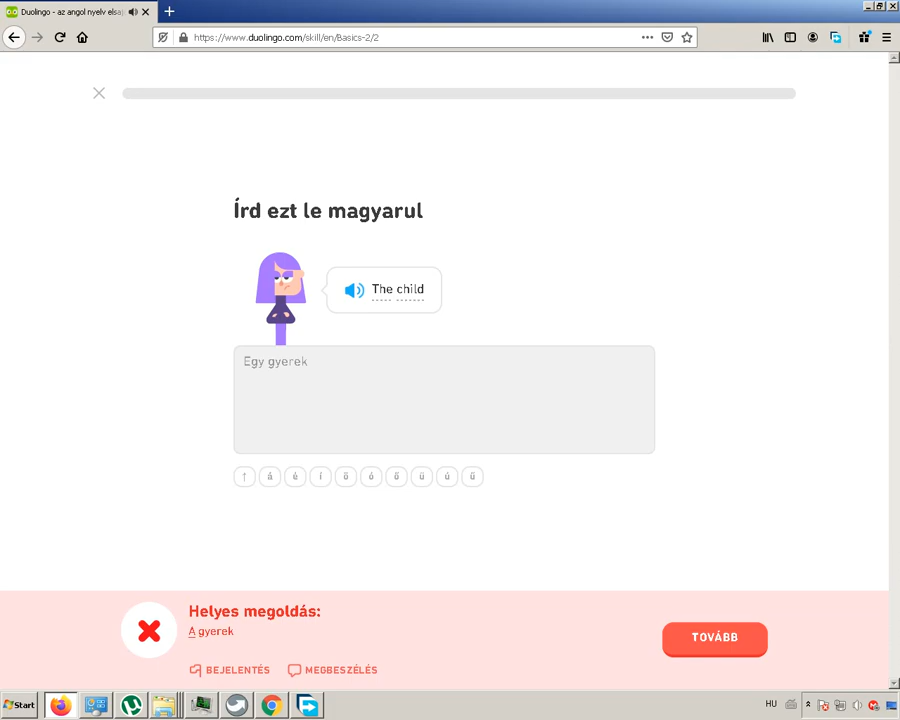 Duolingo - az angol nyelv elsa
https://www.duolingo.com/skill/en/Basics-2/2
Írd ezt le magyarul
The child
Egy gyerek
↑ á é í ö ó ő ü ú ű
Helyes megoldás:
A gyerek
TOVÁBB
BEJELENTÉS MEGBESZÉLÉS
Start
HU